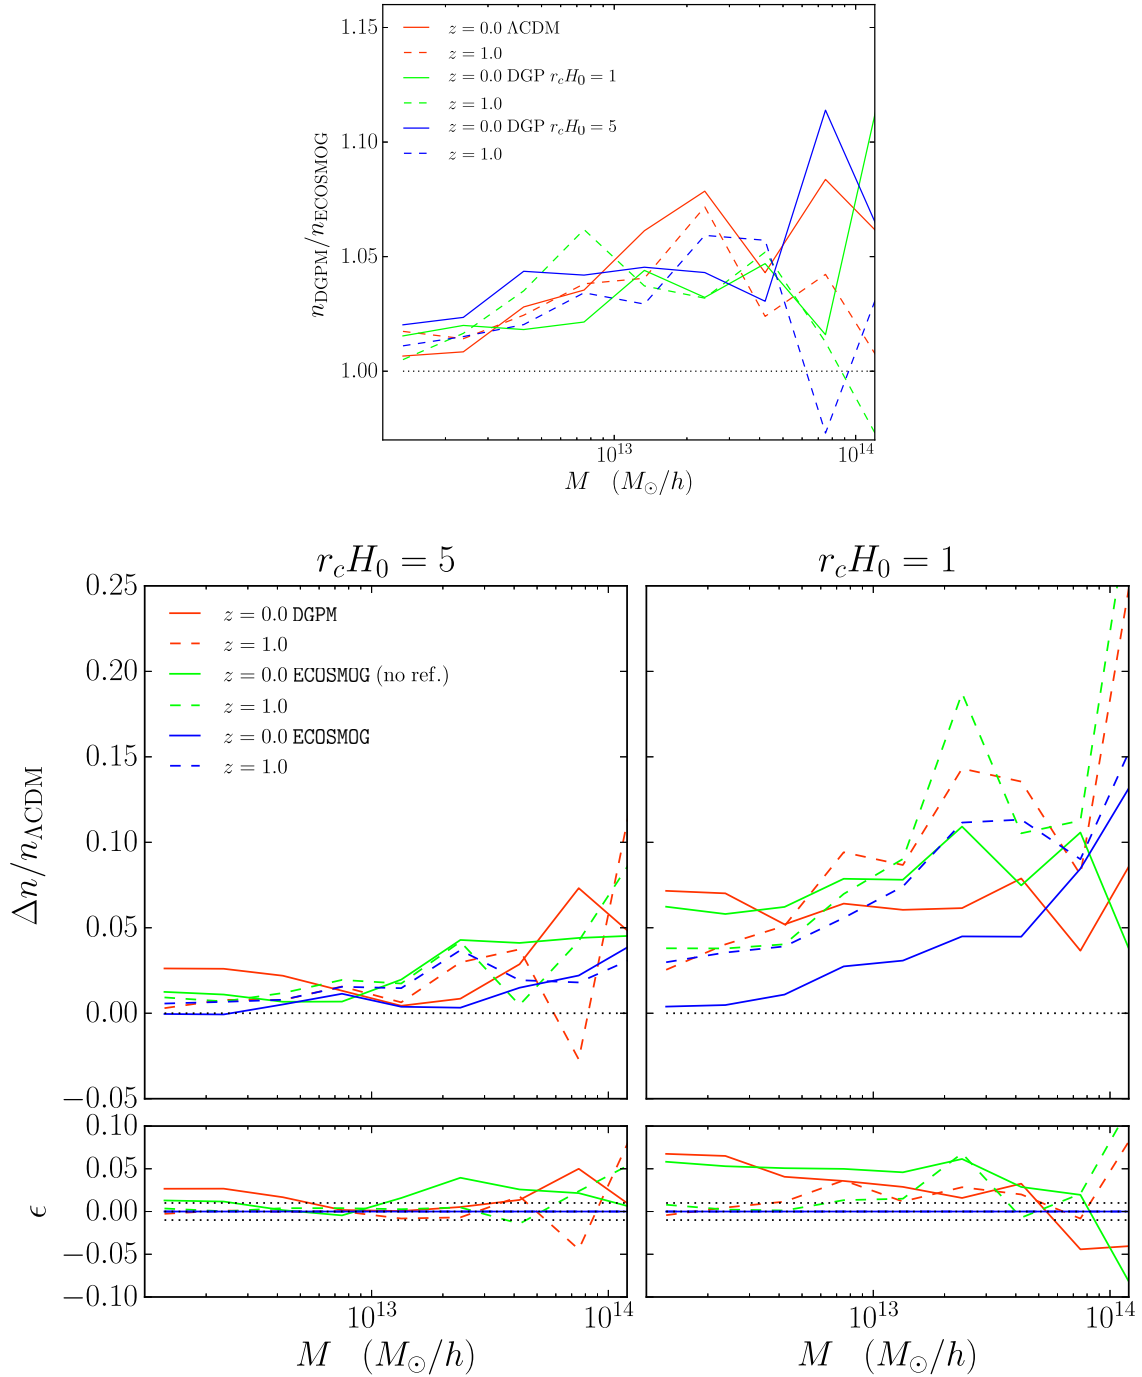 1.15
1.10
1.05
1.00
n_DGPM/n_ECOSMOG
z = 0.0 ΛCDM
z = 1.0
z = 0.0 DGP r_cH_0 = 1
z = 1.0
z = 0.0 DGP r_cH_0 = 5
z = 1.0
10^13
10^14
M (M_⊙/h)
r_cH_0 = 5
r_cH_0 = 1
0.25
0.20
0.15
0.10
0.05
0.00
−0.05
Δn/n_ΛCDM
z = 0.0 DGPM
z = 1.0
z = 0.0 ECOSMOG (no ref.)
z = 1.0
z = 0.0 ECOSMOG
z = 1.0
0.10
0.05
0.00
−0.05
−0.10
ϵ
10^13
10^14
10^13
10^14
M (M_⊙/h)
M (M_⊙/h)